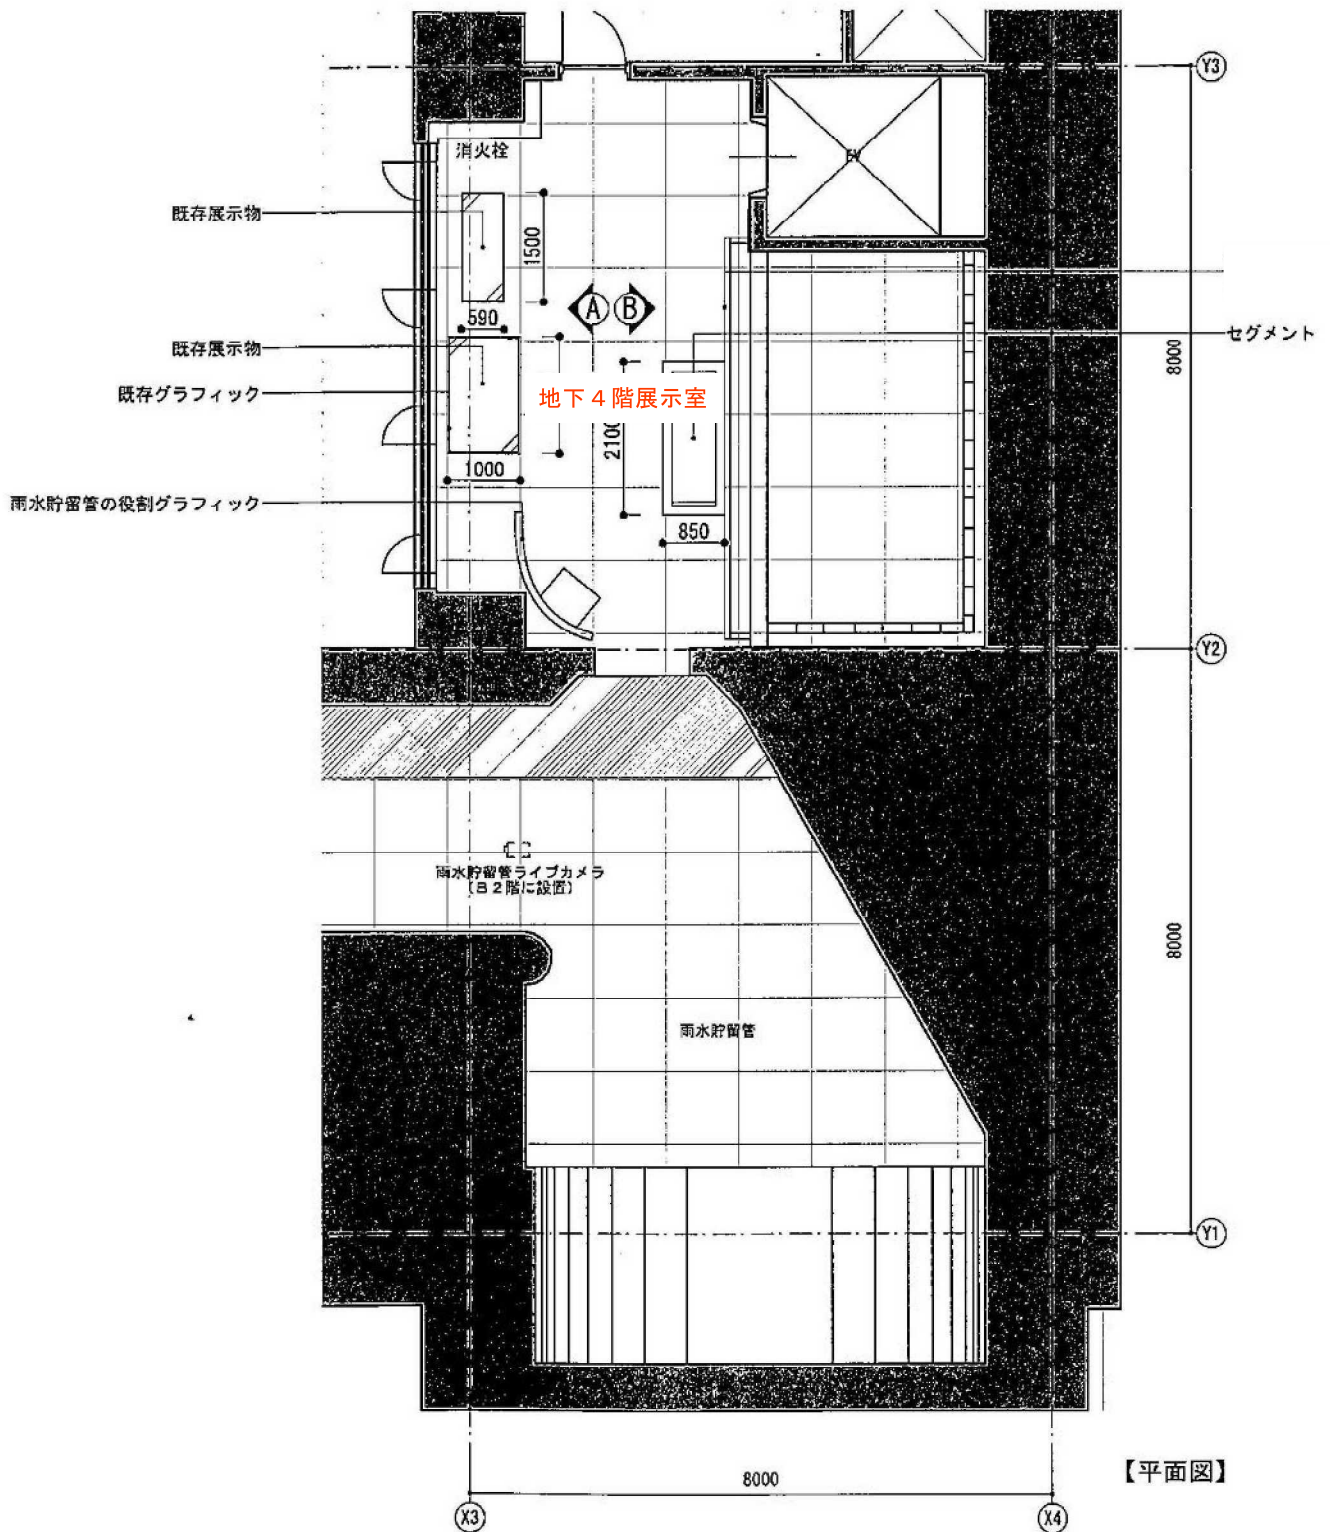 Y3
消火栓
EV
既存展示物
1500
590
A B
セグメント
既存展示物
8000
既存グラフィック
地下4階展示室
2100
1000
雨水貯留管の役割グラフィック
850
Y2
雨水貯留管ライブカメラ
(B2階に設置)
8000
雨水貯留管
Y1
【平面図】
8000
X3
X4